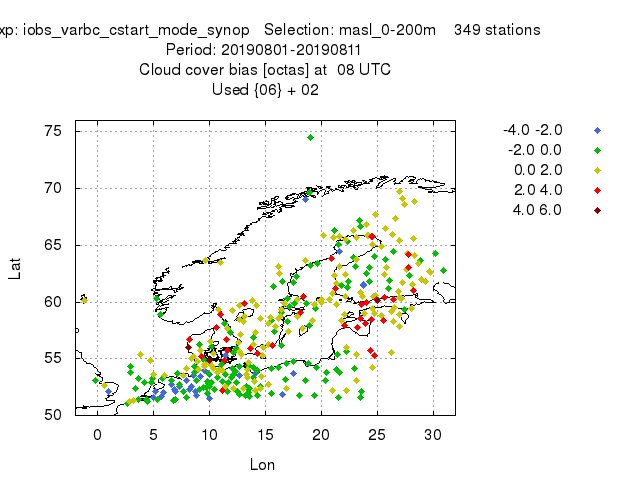 xp: iobs_varbc_cstart_mode_synop Selection: masl_0-200m 349 stations
Period: 20190801-20190811
Cloud cover bias [octas] at 08 UTC
Used {06} + 02
-4.0 -2.0
-2.0 0.0
0.0 2.0
2.0 4.0
4.0 6.0
75
70
65
60
55
50
Lat
0 5 10 15 20 25 30
Lon